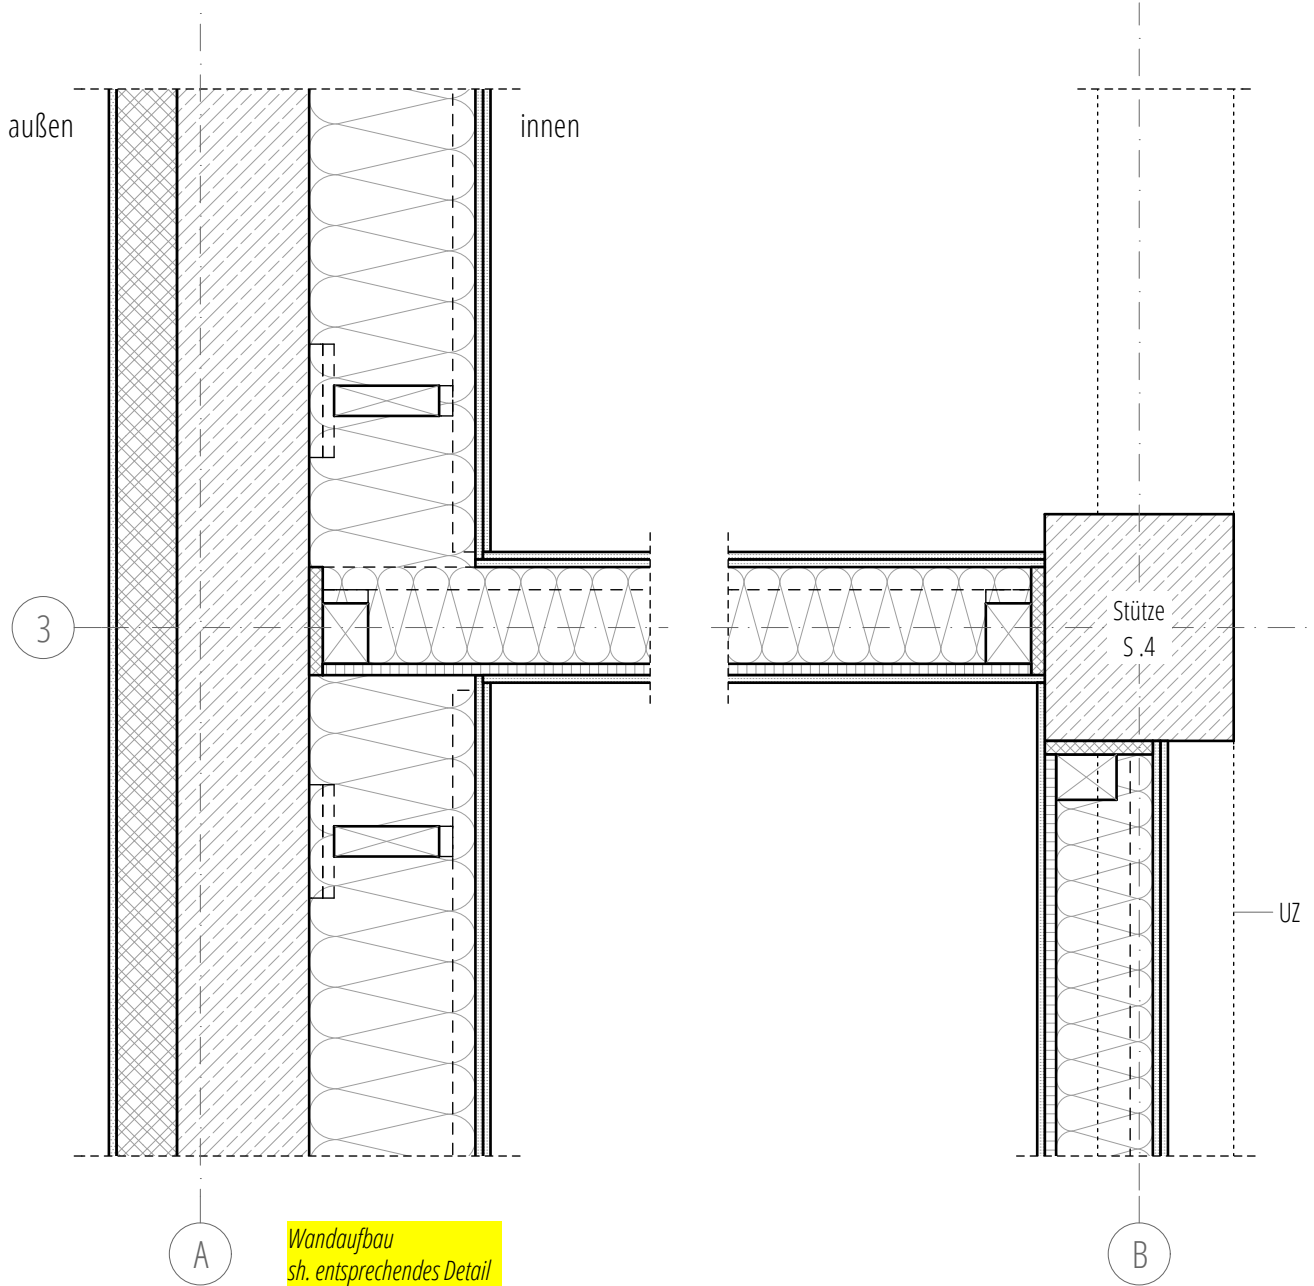 außen
innen
3
Stütze
S .4
UZ
A
B
Wandaufbau
sh. entsprechendes Detail